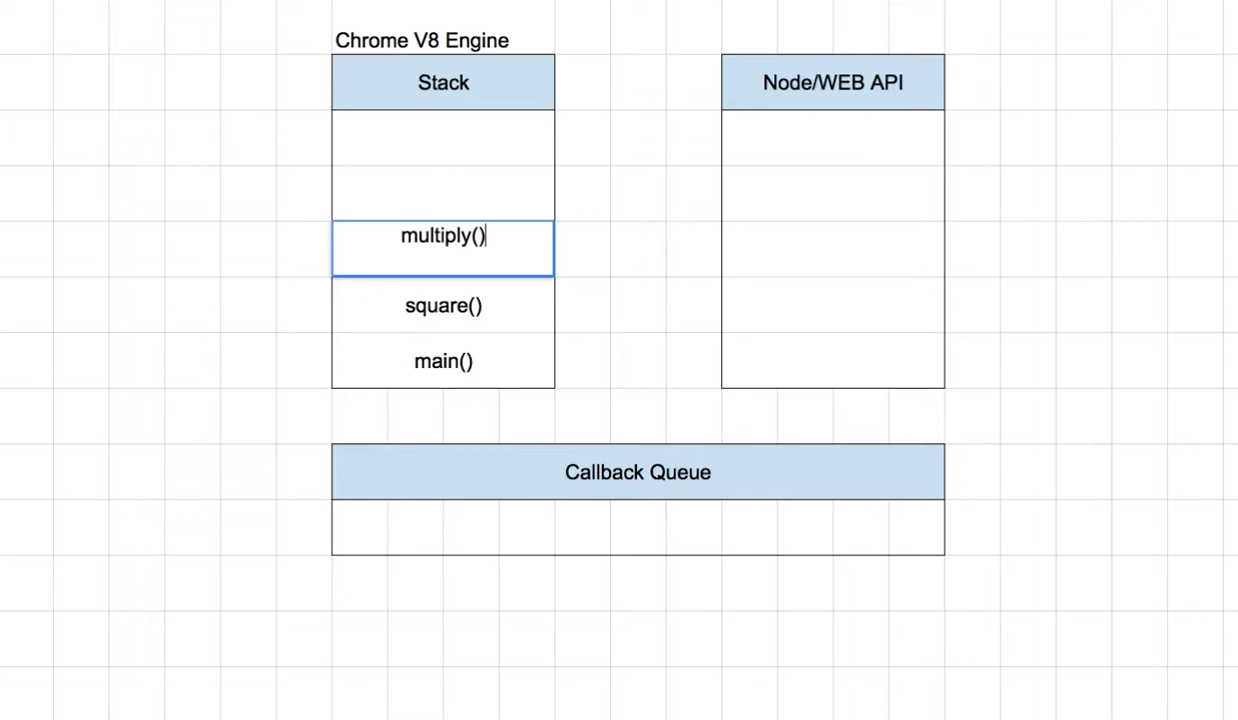 Chrome V8 Engine
Stack
Node/WEB API
multiply()
square()
main()
Callback Queue